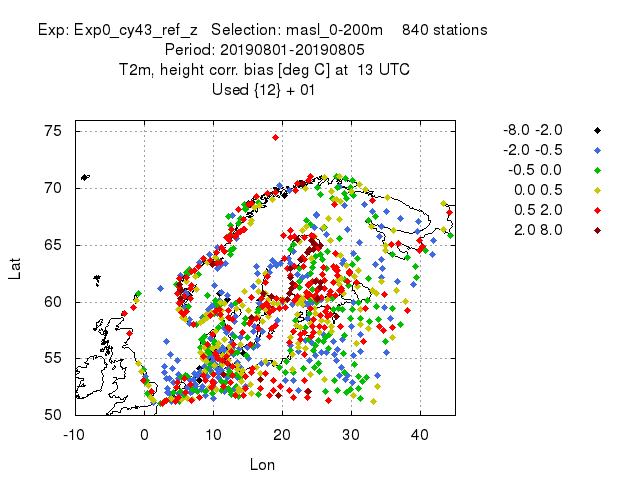 Exp: Exp0_cy43_ref_z   Selection: masl_0-200m    840 stations
Period: 20190801-20190805
T2m, height corr. bias [deg C] at  13 UTC
Used {12} + 01
-8.0 -2.0
-2.0 -0.5
-0.5 0.0
0.0 0.5
0.5 2.0
2.0 8.0
Lat
75
70
65
60
55
50
-10 0 10 20 30 40
Lon